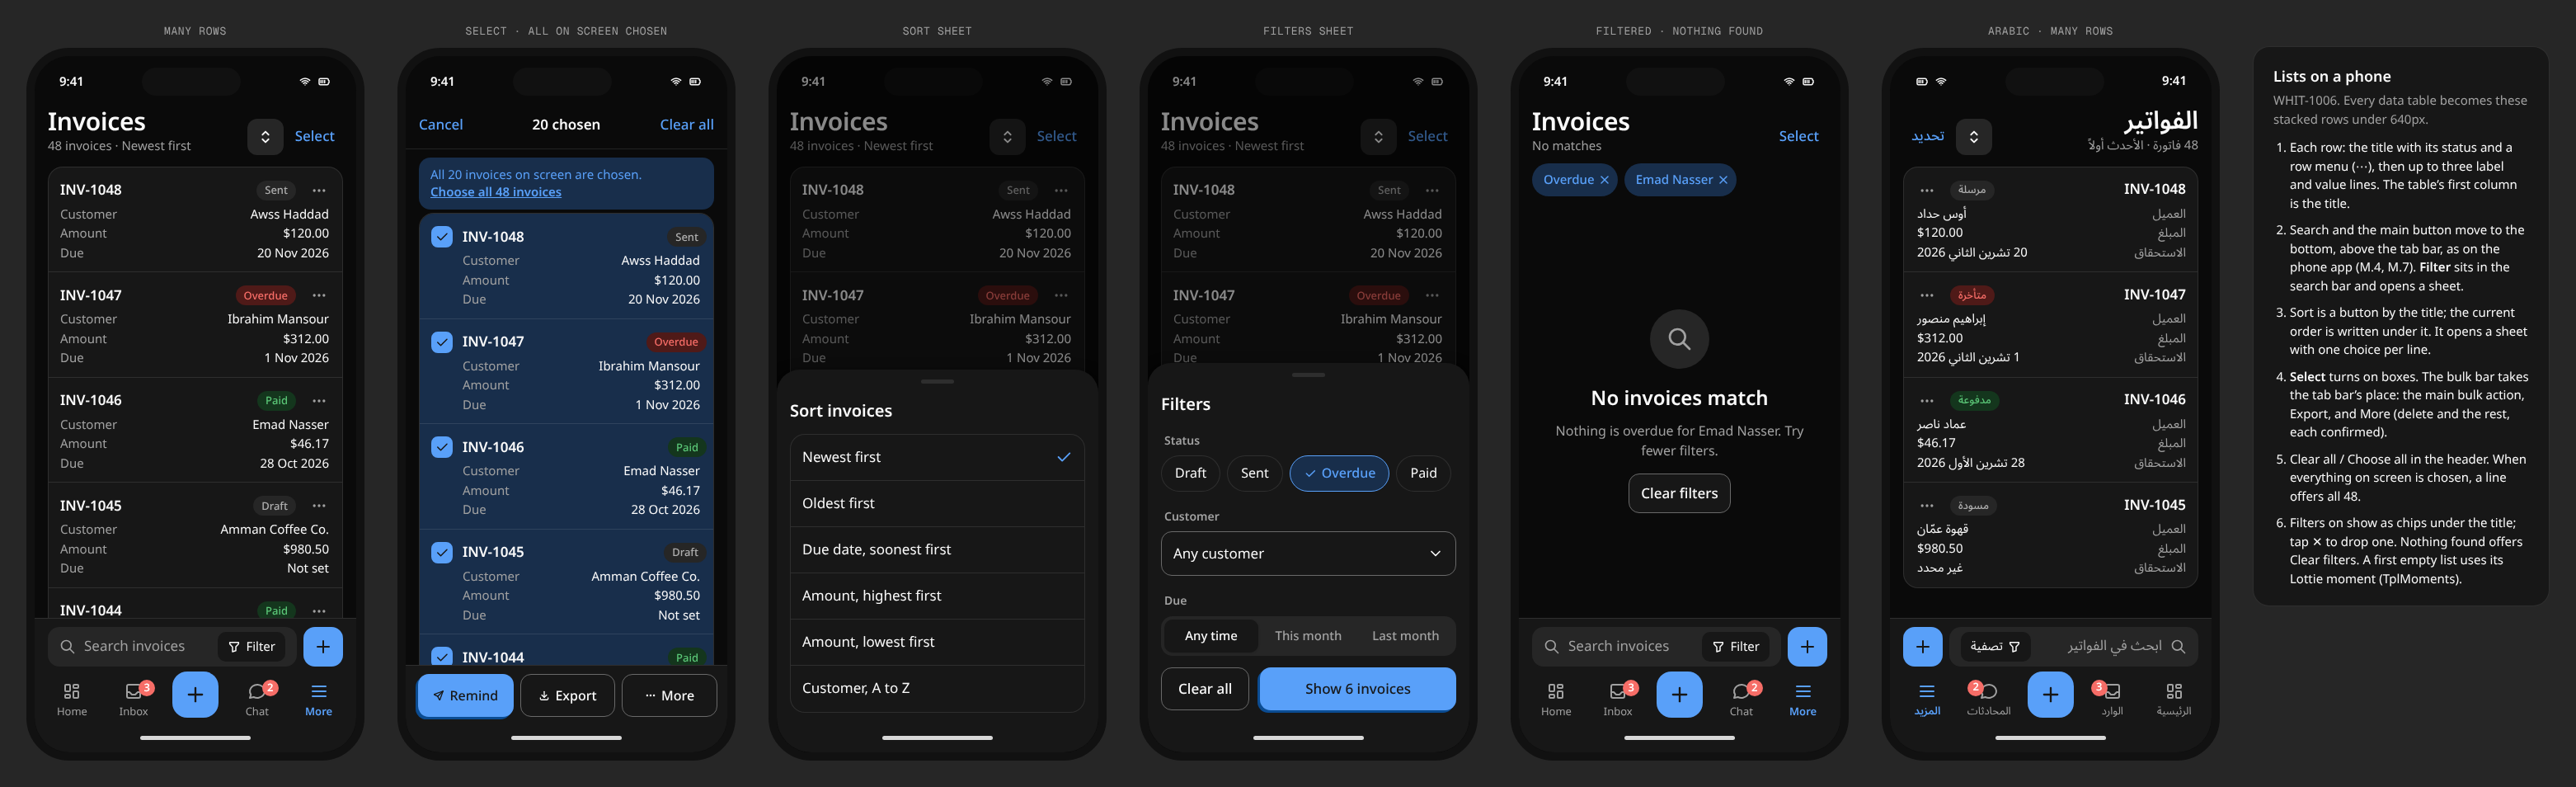 MANY ROWS
9:41
Invoices
48 invoices · Newest first
Select
INV-1048
Sent
Customer
Awss Haddad
Amount
$120.00
Due
20 Nov 2026
INV-1047
Overdue
Customer
Ibrahim Mansour
Amount
$312.00
Due
1 Nov 2026
INV-1046
Paid
Customer
Emad Nasser
Amount
$46.17
Due
28 Oct 2026
INV-1045
Draft
Customer
Amman Coffee Co.
Amount
$980.50
Due
Not set
INV-1044
Paid
Search invoices
Filter
Home
Inbox
3
Chat
2
More
SELECT · ALL ON SCREEN CHOSEN
9:41
Cancel
20 chosen
Clear all
All 20 invoices on screen are chosen.
Choose all 48 invoices
INV-1048
Sent
Customer
Awss Haddad
Amount
$120.00
Due
20 Nov 2026
INV-1047
Overdue
Customer
Ibrahim Mansour
Amount
$312.00
Due
1 Nov 2026
INV-1046
Paid
Customer
Emad Nasser
Amount
$46.17
Due
28 Oct 2026
INV-1045
Draft
Customer
Amman Coffee Co.
Amount
$980.50
Due
Not set
INV-1044
Paid
Remind
Export
More
SORT SHEET
9:41
Invoices
48 invoices · Newest first
Select
INV-1048
Sent
Customer
Awss Haddad
Amount
$120.00
Due
20 Nov 2026
INV-1047
Overdue
Customer
Ibrahim Mansour
Amount
$312.00
Due
1 Nov 2026
Sort invoices
Newest first
Oldest first
Due date, soonest first
Amount, highest first
Amount, lowest first
Customer, A to Z
FILTERS SHEET
9:41
Invoices
48 invoices · Newest first
Select
INV-1048
Sent
Customer
Awss Haddad
Amount
$120.00
Due
20 Nov 2026
INV-1047
Overdue
Customer
Ibrahim Mansour
Amount
$312.00
Due
1 Nov 2026
Filters
Status
Draft
Sent
Overdue
Paid
Customer
Any customer
Due
Any time
This month
Last month
Clear all
Show 6 invoices
FILTERED · NOTHING FOUND
9:41
Invoices
No matches
Select
Overdue ×
Emad Nasser ×
No invoices match
Nothing is overdue for Emad Nasser. Try
fewer filters.
Clear filters
Search invoices
Filter
Home
Inbox
3
Chat
2
More
ARABIC · MANY ROWS
9:41
الفواتير
48 فاتورة · الأحدث أولاً
تحديد
INV-1048
مرسلة
العميل
أوس حداد
المبلغ
$120.00
الاستحقاق
20 تشرين الثاني 2026
INV-1047
متأخرة
العميل
إبراهيم منصور
المبلغ
$312.00
الاستحقاق
1 تشرين الثاني 2026
INV-1046
مدفوعة
العميل
عماد ناصر
المبلغ
$46.17
الاستحقاق
28 تشرين الأول 2026
INV-1045
مسودة
العميل
قهوة عمّان
المبلغ
$980.50
الاستحقاق
غير محدد
ابحث في الفواتير
تصفية
الرئيسية
الوارد
3
المحادثات
2
المزيد
Lists on a phone
WHIT-1006. Every data table becomes these
stacked rows under 640px.
1. Each row: the title with its status and a
row menu (···), then up to three label
and value lines. The table's first column
is the title.
2. Search and the main button move to the
bottom, above the tab bar, as on the
phone app (M.4, M.7). Filter sits in the
search bar and opens a sheet.
3. Sort is a button by the title; the current
order is written under it. It opens a sheet
with one choice per line.
4. Select turns on boxes. The bulk bar takes
the tab bar's place: the main bulk action,
Export, and More (delete and the rest,
each confirmed).
5. Clear all / Choose all in the header. When
everything on screen is chosen, a line
offers all 48.
6. Filters on show as chips under the title;
tap × to drop one. Nothing found offers
Clear filters. A first empty list uses its
Lottie moment (TplMoments).